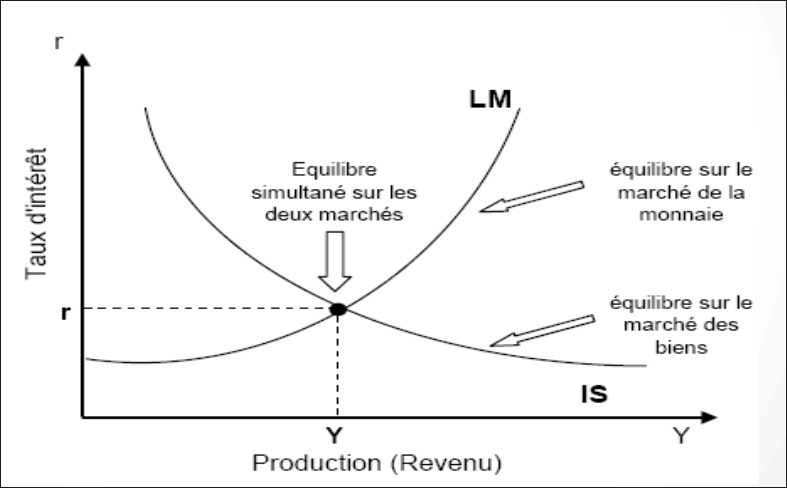 r
LM
Taux d'intérêt
Equilibre
simultané sur les
deux marchés
équilibre sur le
marché de la
monnaie
r
équilibre sur le
marché des
biens
IS
Y
Y
Production (Revenu)